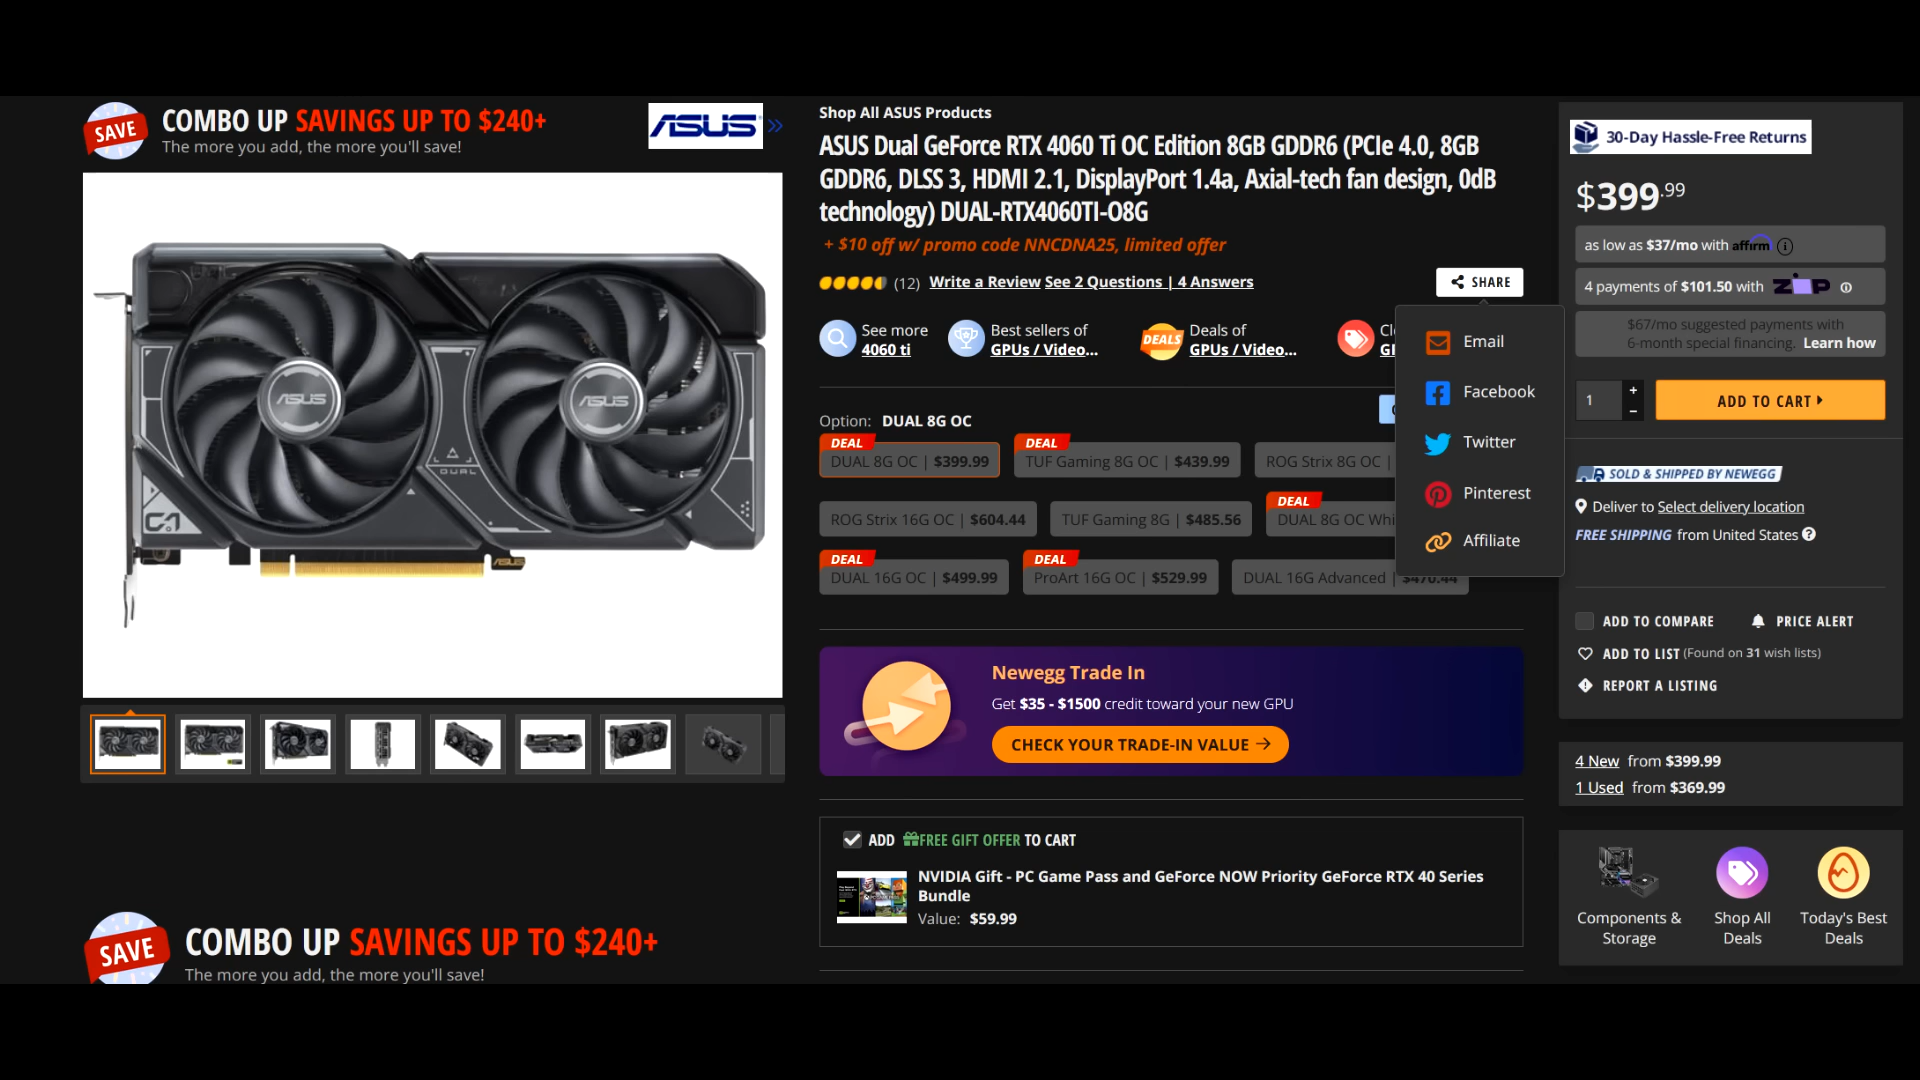 SAVE
COMBO UP SAVINGS UP TO $240+
The more you add, the more you'll save!
ASUS
ASUS
ASUS
DUAL
ASUS
SAVE
COMBO UP SAVINGS UP TO $240+
The more you add, the more you'll save!
Shop All ASUS Products
ASUS Dual GeForce RTX 4060 Ti OC Edition 8GB GDDR6 (PCIe 4.0, 8GB
GDDR6, DLSS 3, HDMI 2.1, DisplayPort 1.4a, Axial-tech fan design, 0dB
technology) DUAL-RTX4060TI-O8G
+ $10 off w/ promo code NNCDNA25, limited offer
(12) Write a Review See 2 Questions | 4 Answers
SHARE
See more
4060 ti
Best sellers of
GPUs / Video...
DEALS
Deals of
GPUs / Video...
Email
Facebook
Twitter
Pinterest
Affiliate
Option: DUAL 8G OC
DEAL
DUAL 8G OC | $399.99
DEAL
TUF Gaming 8G OC | $439.99
ROG Strix 8G OC |
ROG Strix 16G OC | $604.44
TUF Gaming 8G | $485.56
DEAL
DUAL 8G OC Whi
DEAL
DUAL 16G OC | $499.99
DEAL
ProArt 16G OC | $529.99
DUAL 16G Advanced | $470.44
Newegg Trade In
Get $35 - $1500 credit toward your new GPU
CHECK YOUR TRADE-IN VALUE
ADD FREE GIFT OFFER TO CART
NVIDIA Gift - PC Game Pass and GeForce NOW Priority GeForce RTX 40 Series
Bundle
Value: $59.99
30-Day Hassle-Free Returns
$399.99
as low as $37/mo with affirm
4 payments of $101.50 with ZIP
$67/mo suggested payments with
6-month special financing. Learn how
1
+
−
ADD TO CART
SOLD & SHIPPED BY NEWEGG
Deliver to Select delivery location
FREE SHIPPING from United States
ADD TO COMPARE
PRICE ALERT
ADD TO LIST (Found on 31 wish lists)
REPORT A LISTING
4 New from $399.99
1 Used from $369.99
Components &
Storage
Shop All
Deals
Today's Best
Deals